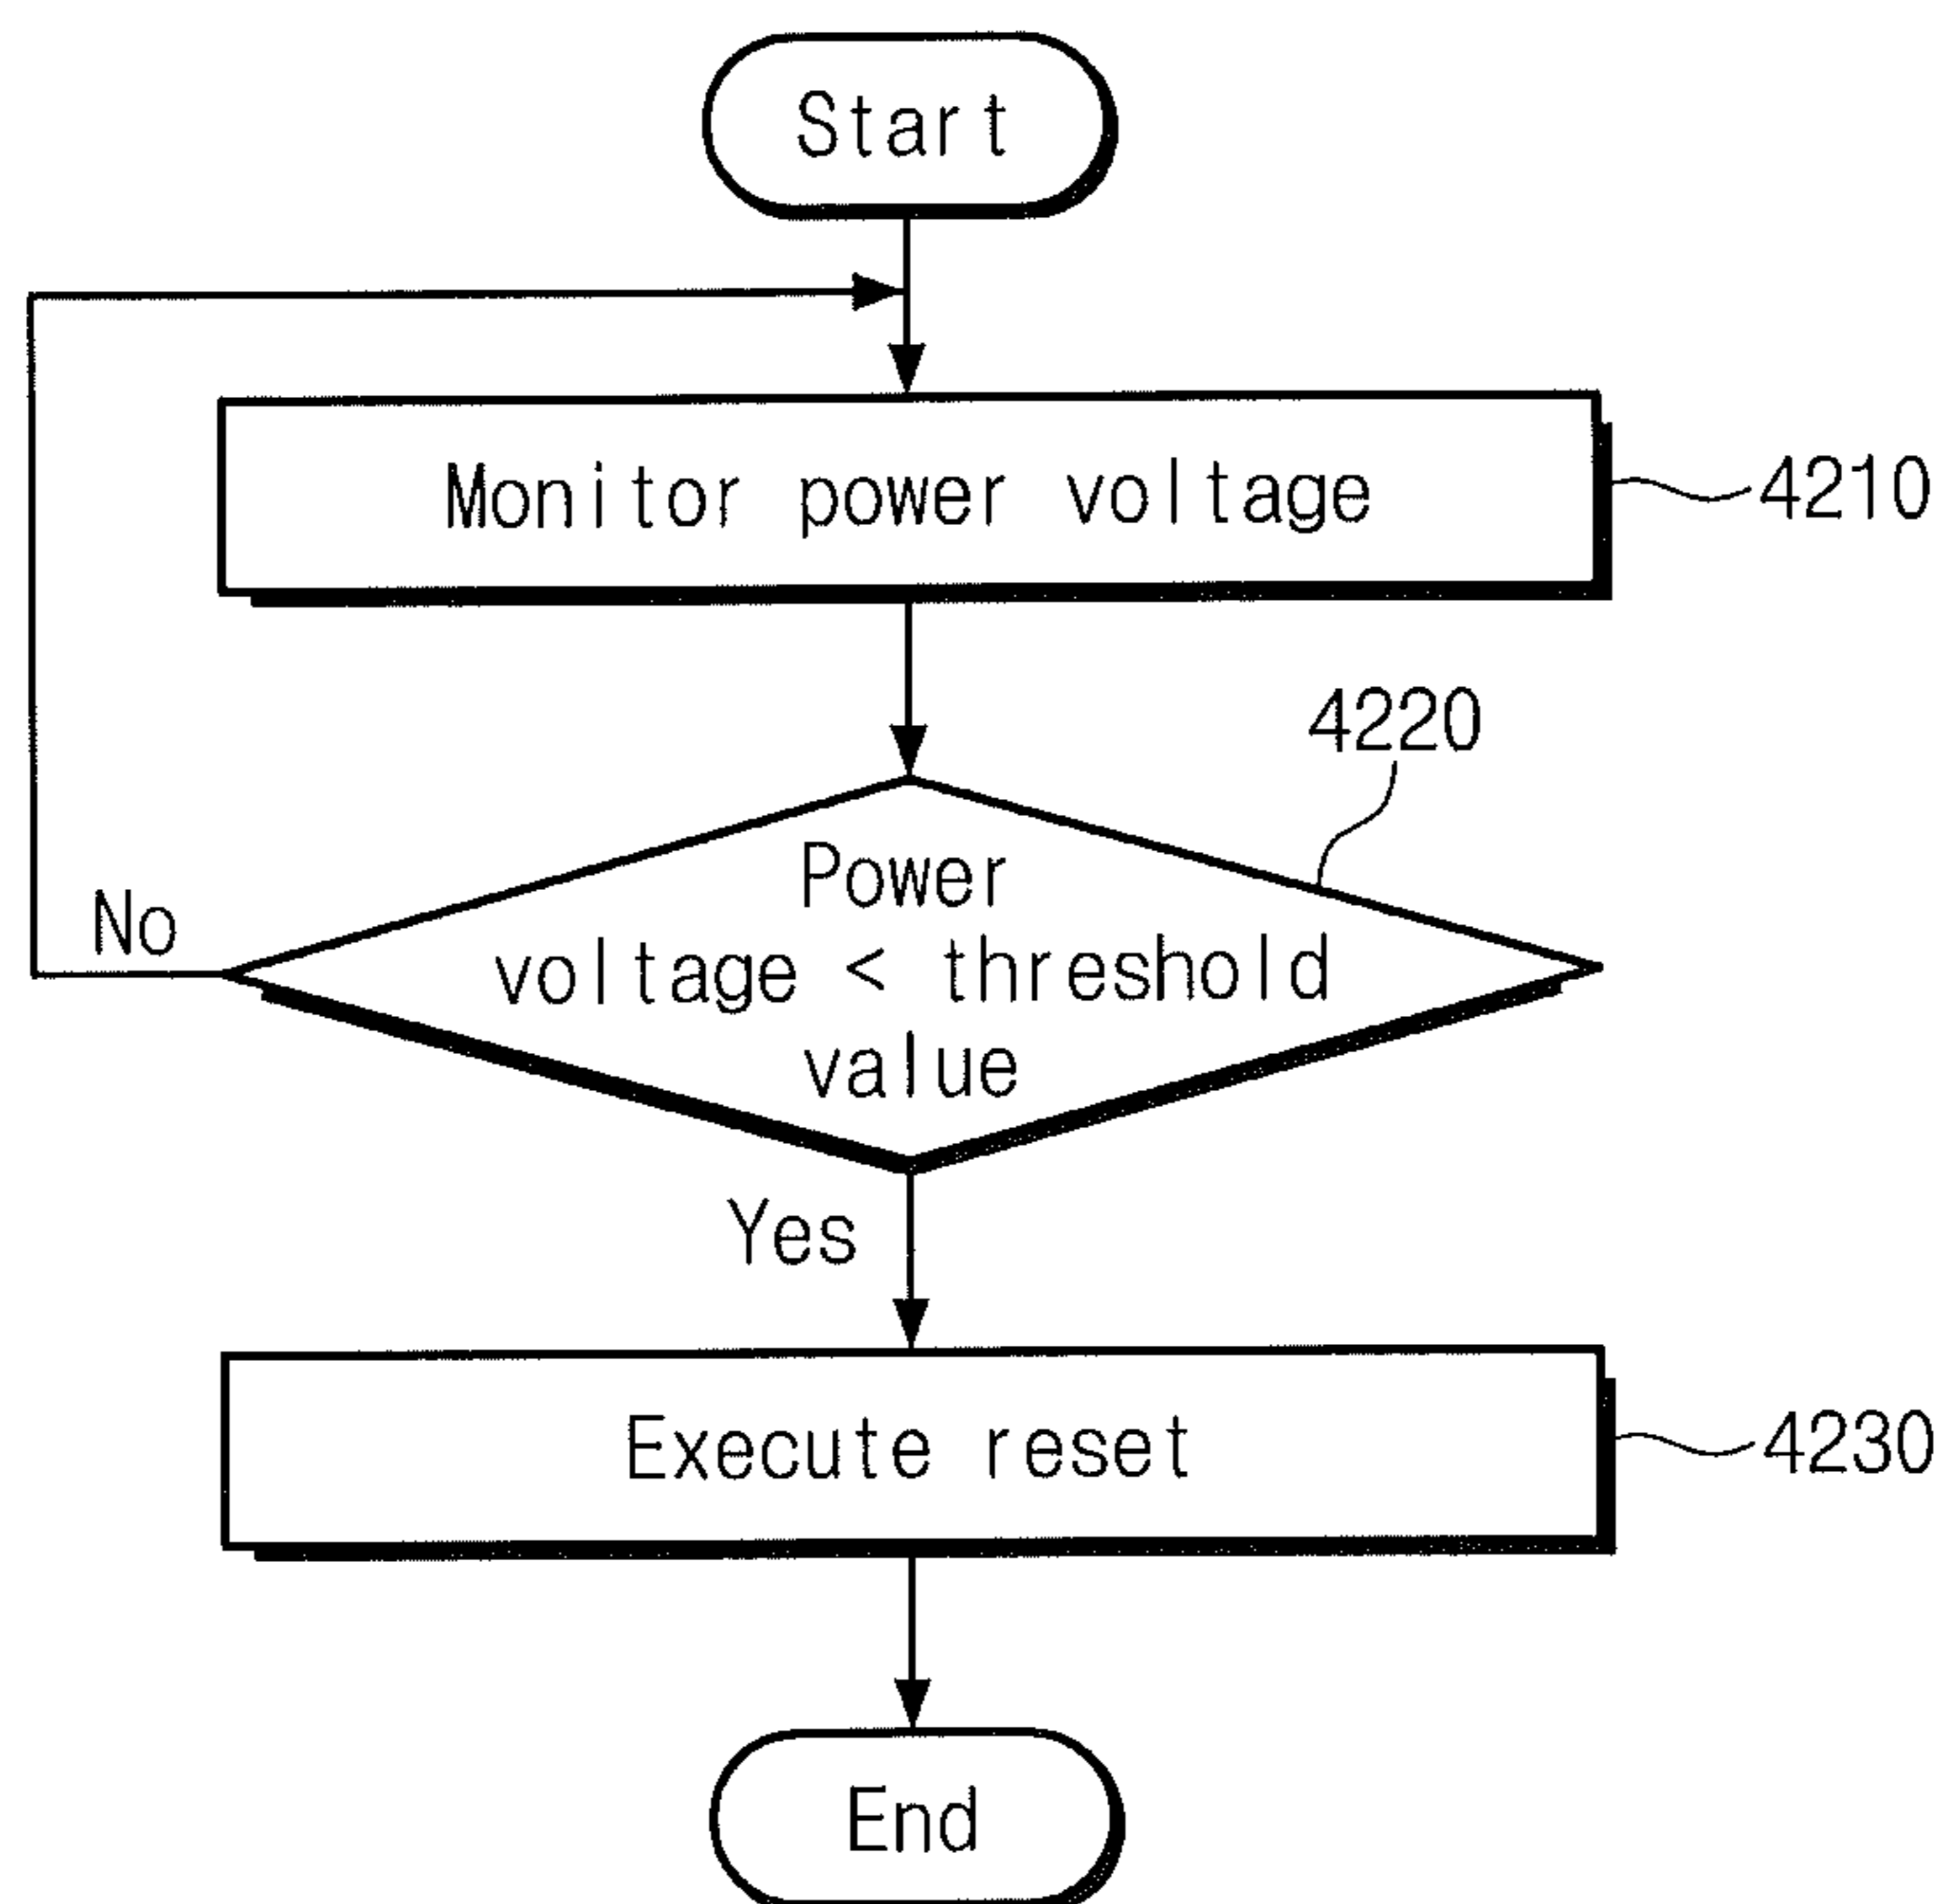 Start
Monitor power voltage
4210
4220
Power
voltage < threshold
value
No
Yes
Execute reset
4230
End